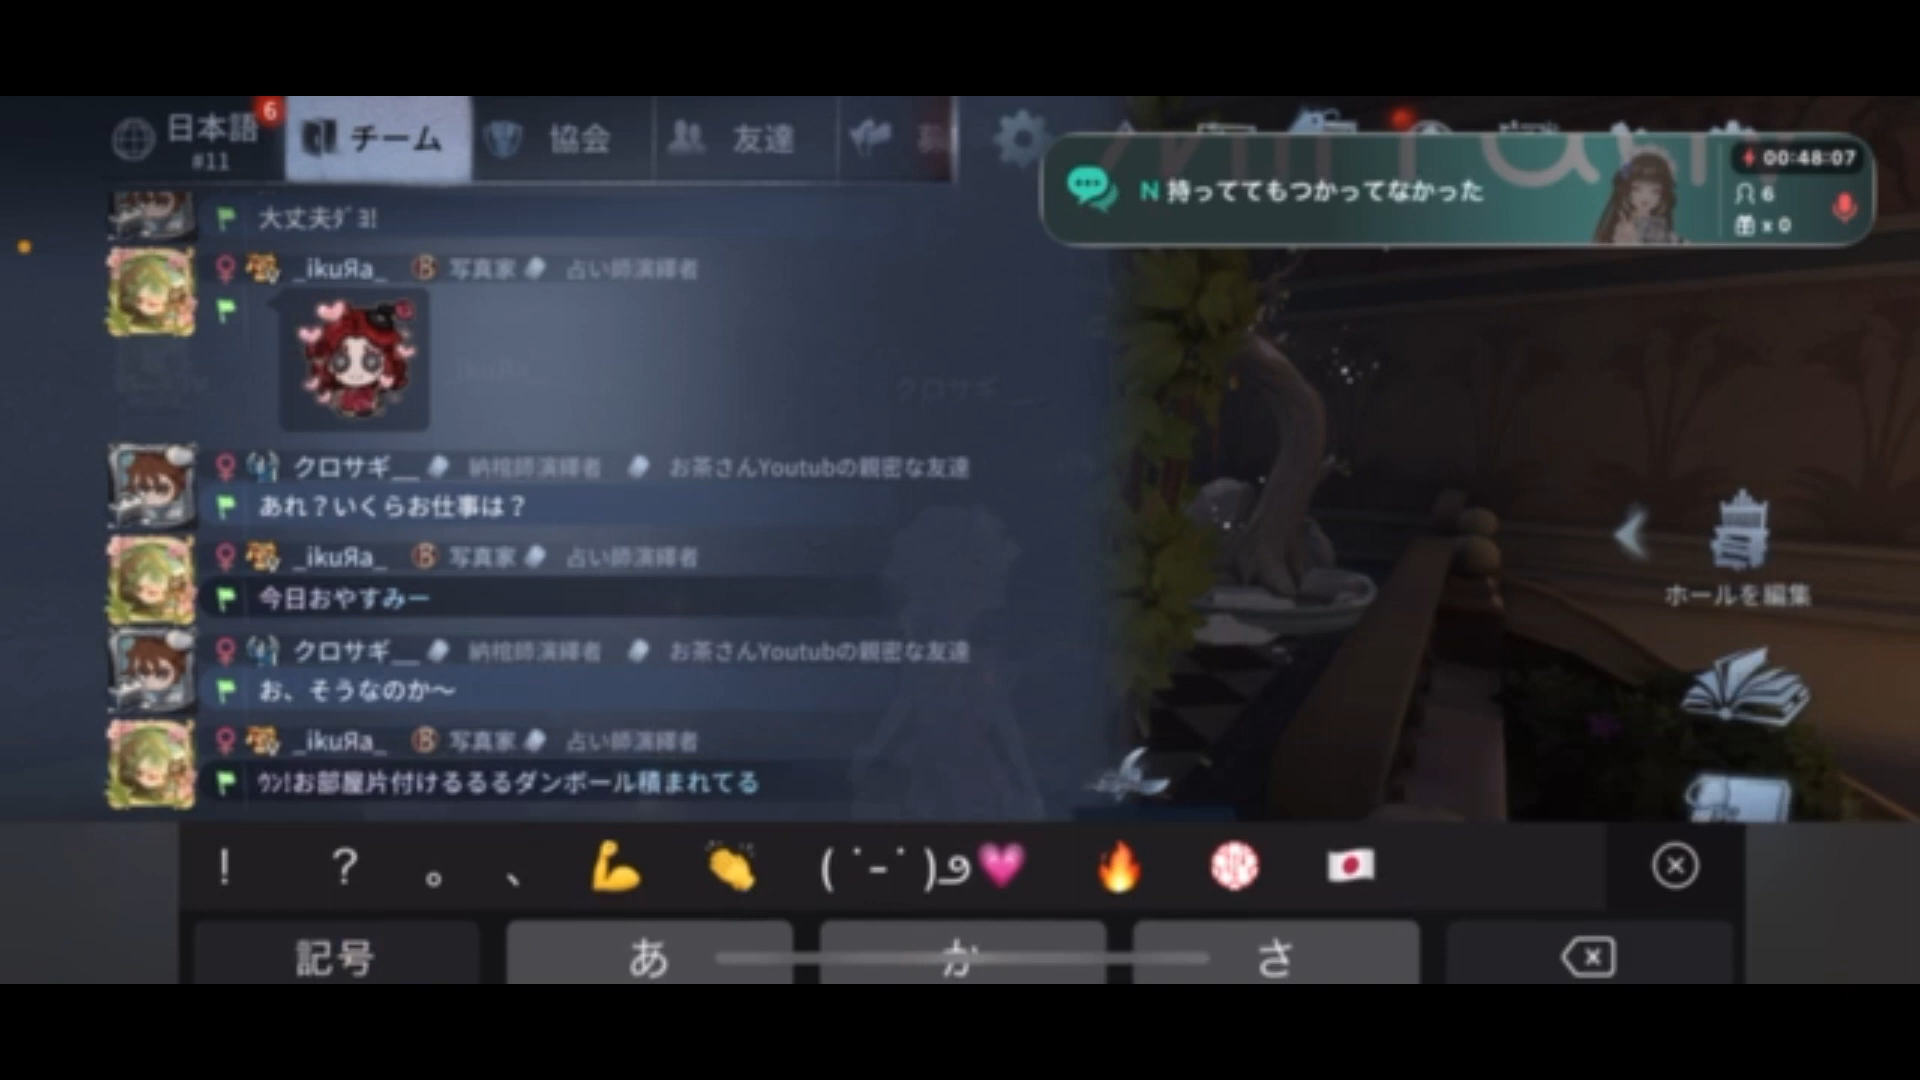 日本語
#11
6
チーム
協会
友達
00:48:07
N 持っててもつかってなかった
6
x 0
大丈夫ﾀﾞﾖ!
_ikuЯa_ B 写真家 占い師演繹者
クロサギ__ 納棺師演繹者 お茶さんYoutubの親密な友達
あれ？いくらお仕事は？
_ikuЯa_ B 写真家 占い師演繹者
今日おやすみー
クロサギ__ 納棺師演繹者 お茶さんYoutubの親密な友達
お、そうなのか〜
_ikuЯa_ B 写真家 占い師演繹者
ｳﾝ!お部屋片付けるるるダンボール積まれてる
ホールを編集
！ ？ 。 、 💪 👏 ( ˙-˙ )و💗 🔥 🇯🇵
記号 あ か さ